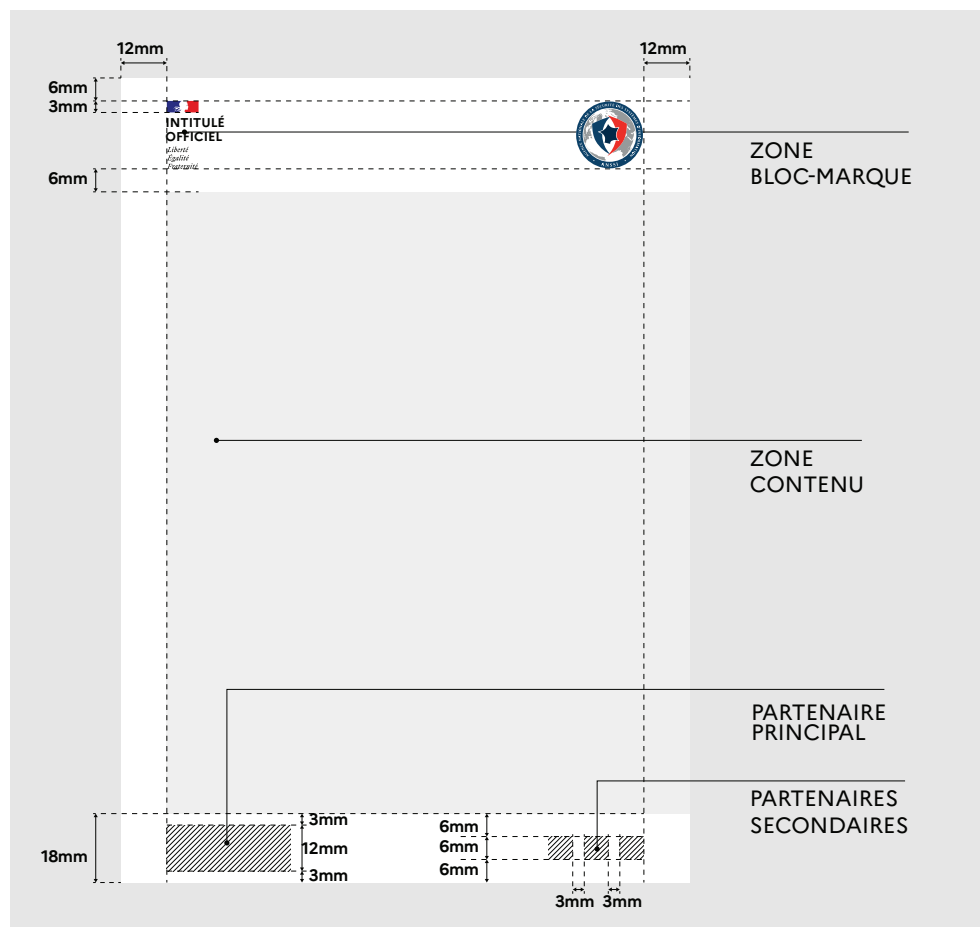 12mm
12mm
6mm
3mm
INTITULÉ
OFFICIEL
Liberté
Égalité
Fraternité
ANSSI
ZONE
BLOC-MARQUE
6mm
ZONE
CONTENU
PARTENAIRE
PRINCIPAL
PARTENAIRES
SECONDAIRES
3mm
6mm
12mm
6mm
18mm
3mm
6mm
3mm
3mm